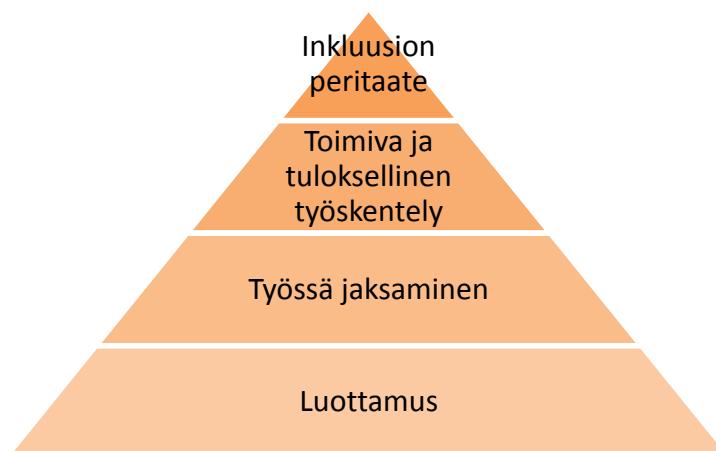 Inkluusion
peritaate
Toimiva ja
tuloksellinen
työskentely
Työssä jaksaminen
Luottamus